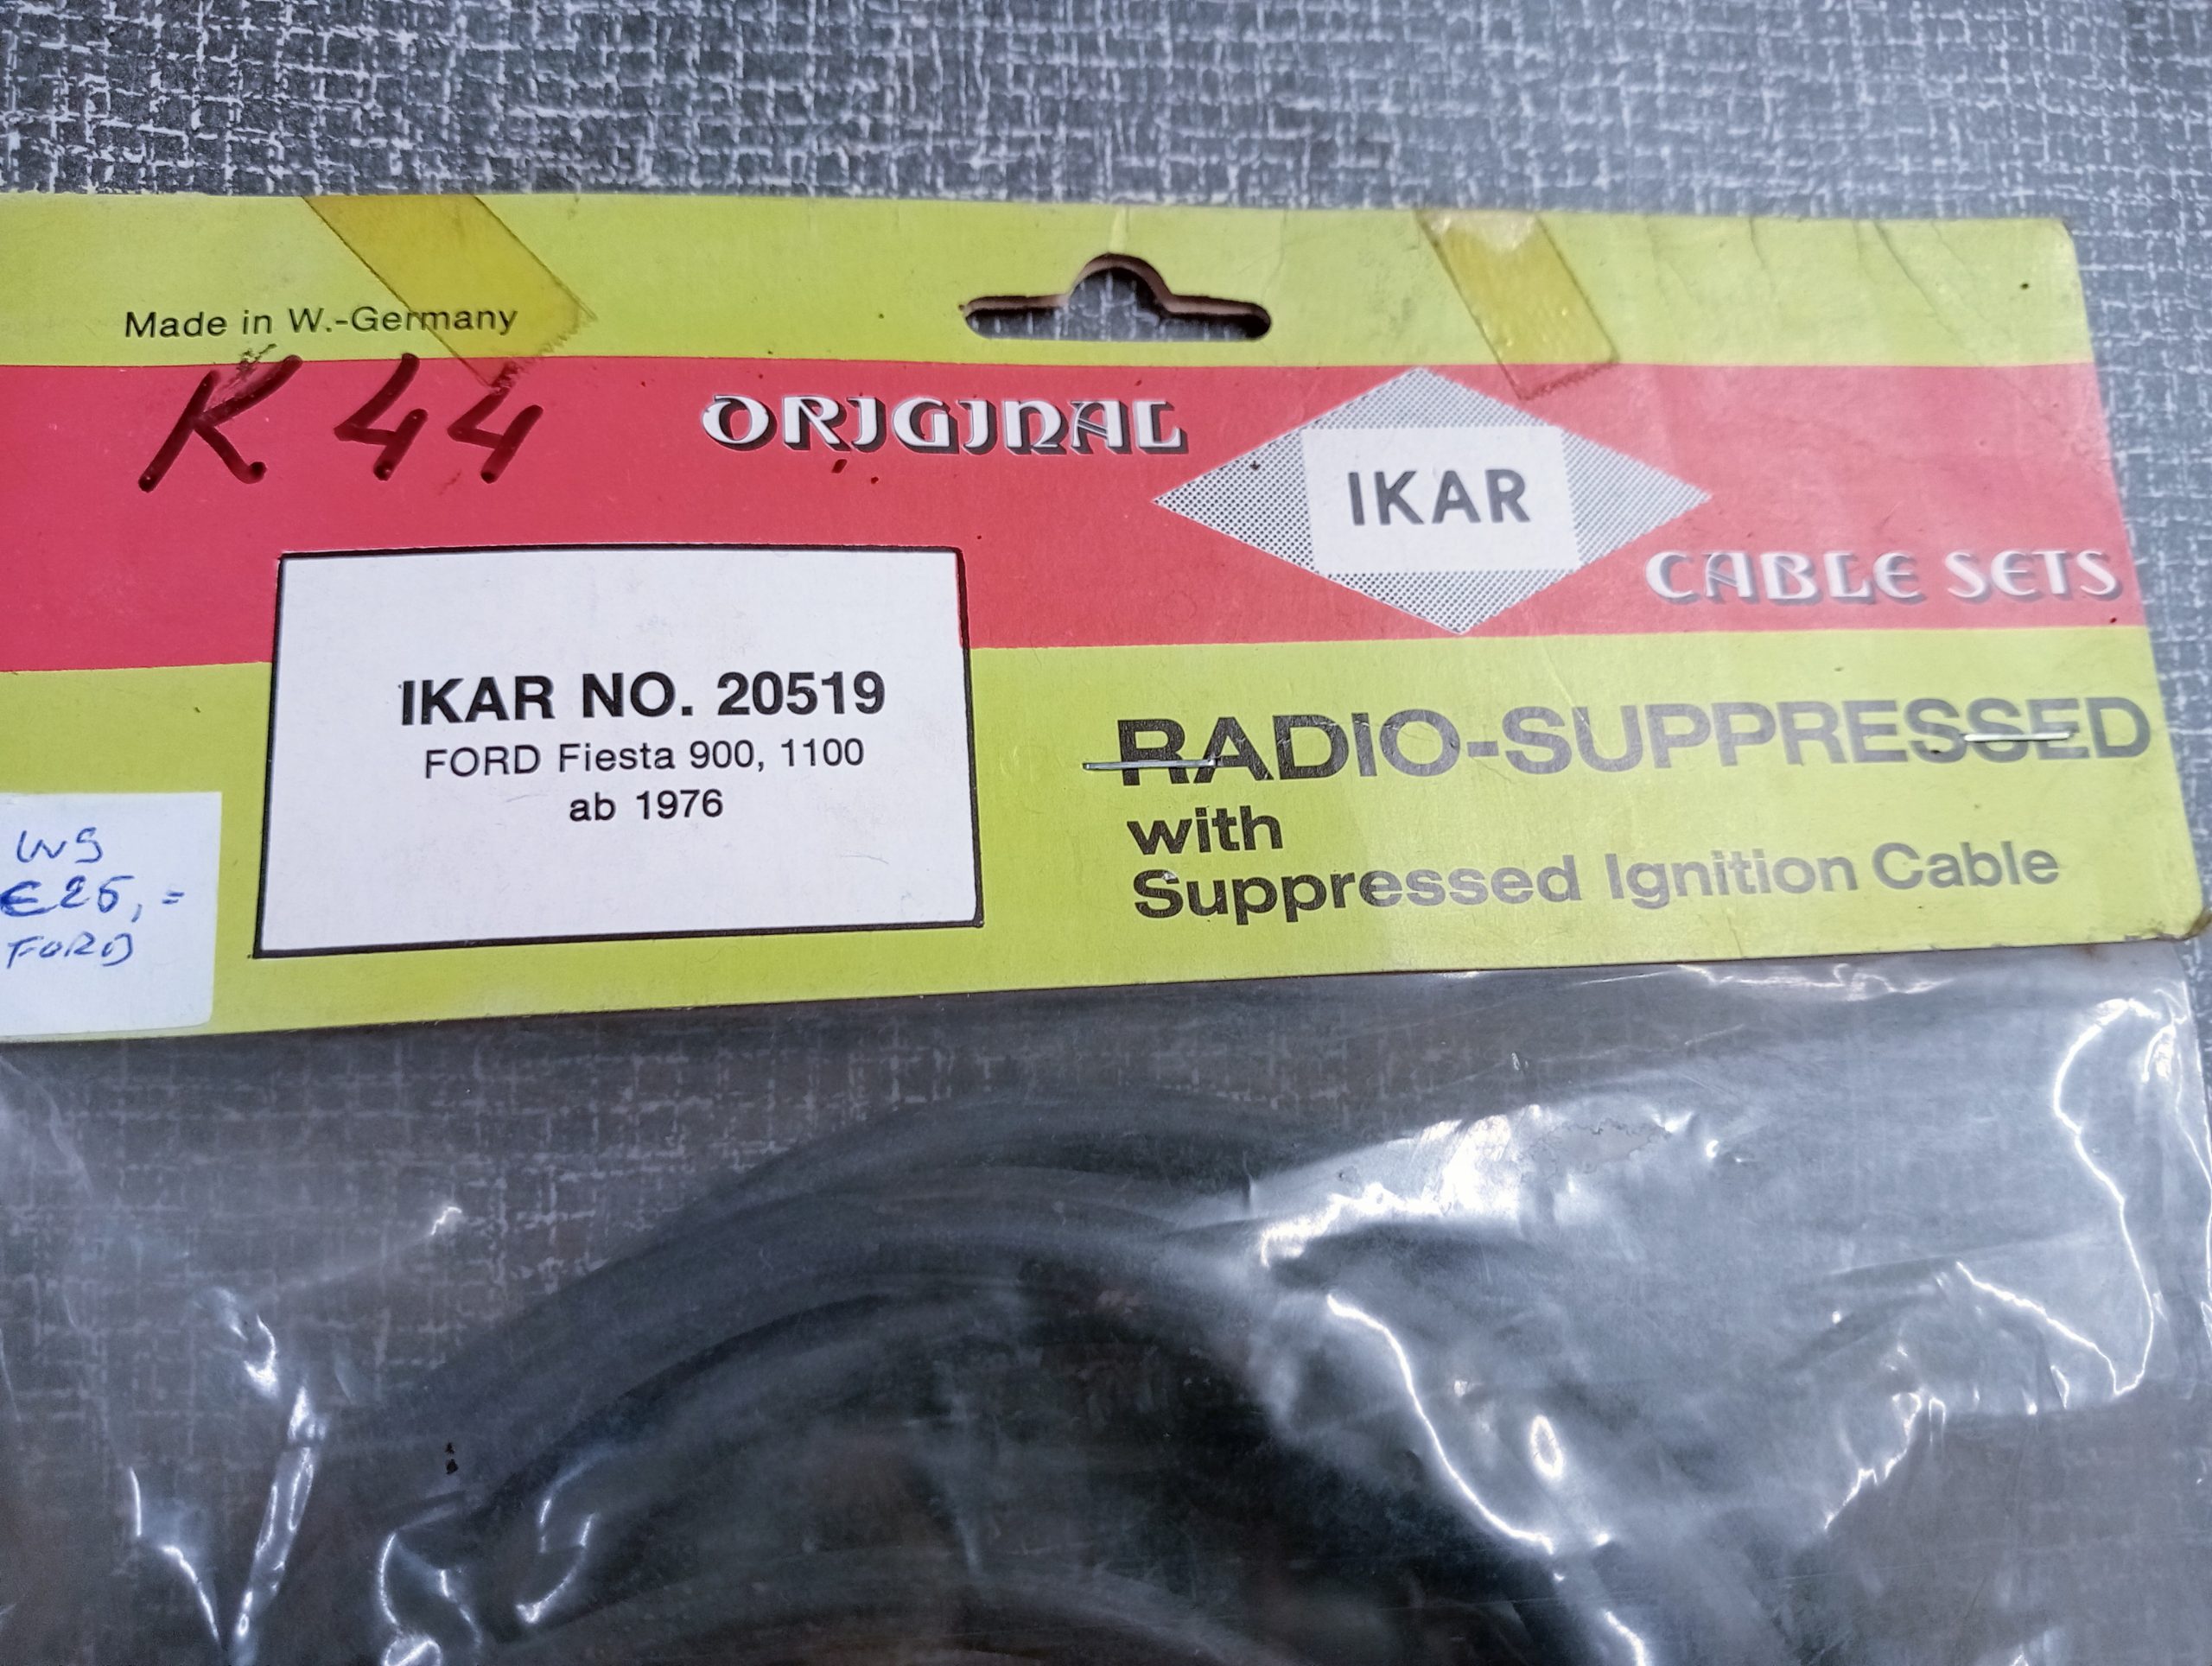 Made in W.-Germany
K 44
ORIGINAL
IKAR
CABLE SETS
IKAR NO. 20519
FORD Fiesta 900, 1100
ab 1976
RADIO-SUPPRESSED
with
Suppressed Ignition Cable
WS
€25,=
FORD